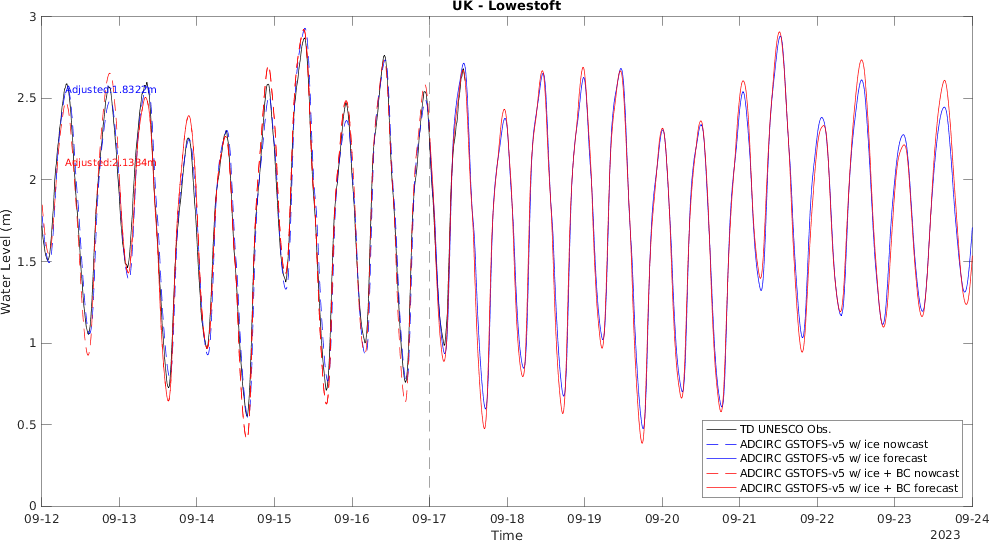 UK - Lowestoft
3
2.5
2
1.5
1
0.5
0
Water Level (m)
Adjusted:1.8322m
Adjusted:2.1384m
TD UNESCO Obs.
ADCIRC GSTOFS-v5 w/ ice nowcast
ADCIRC GSTOFS-v5 w/ ice forecast
ADCIRC GSTOFS-v5 w/ ice + BC nowcast
ADCIRC GSTOFS-v5 w/ ice + BC forecast
09-12 09-13 09-14 09-15 09-16 09-17 09-18 09-19 09-20 09-21 09-22 09-23 09-24
Time
2023